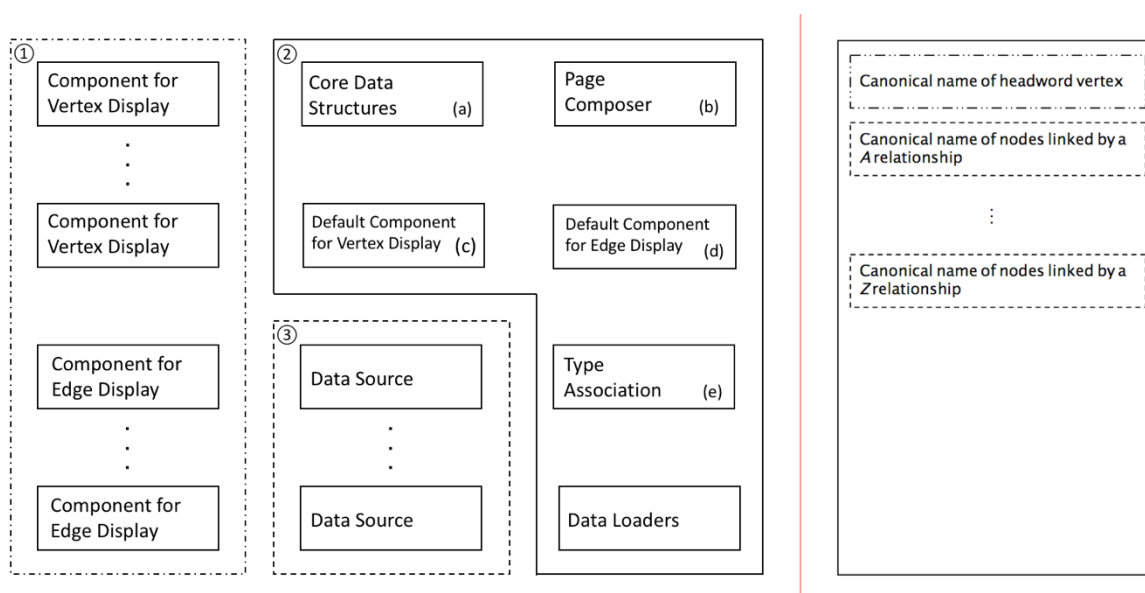 ①
Component for
Vertex Display
.
.
.
Component for
Vertex Display
Component for
Edge Display
.
.
.
Component for
Edge Display
②
Core Data
Structures (a)
Page
Composer (b)
Default Component
for Vertex Display (c)
Default Component
for Edge Display (d)
③
Data Source
.
.
.
Data Source
Type
Association (e)
Data Loaders
Canonical name of headword vertex
Canonical name of nodes linked by a
A relationship
⋮
Canonical name of nodes linked by a
Z relationship